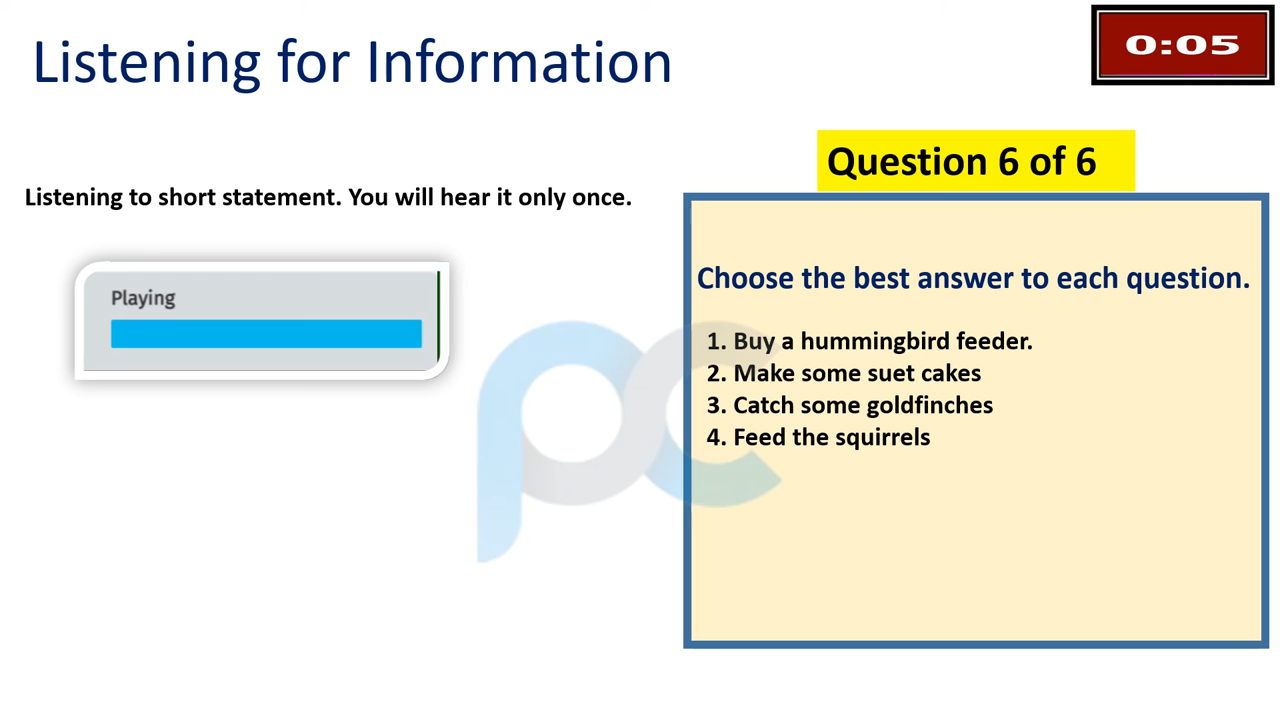 Listening for Information
0:05
Question 6 of 6
Listening to short statement. You will hear it only once.
Playing
Choose the best answer to each question.
1. Buy a hummingbird feeder.
2. Make some suet cakes
3. Catch some goldfinches
4. Feed the squirrels
pc